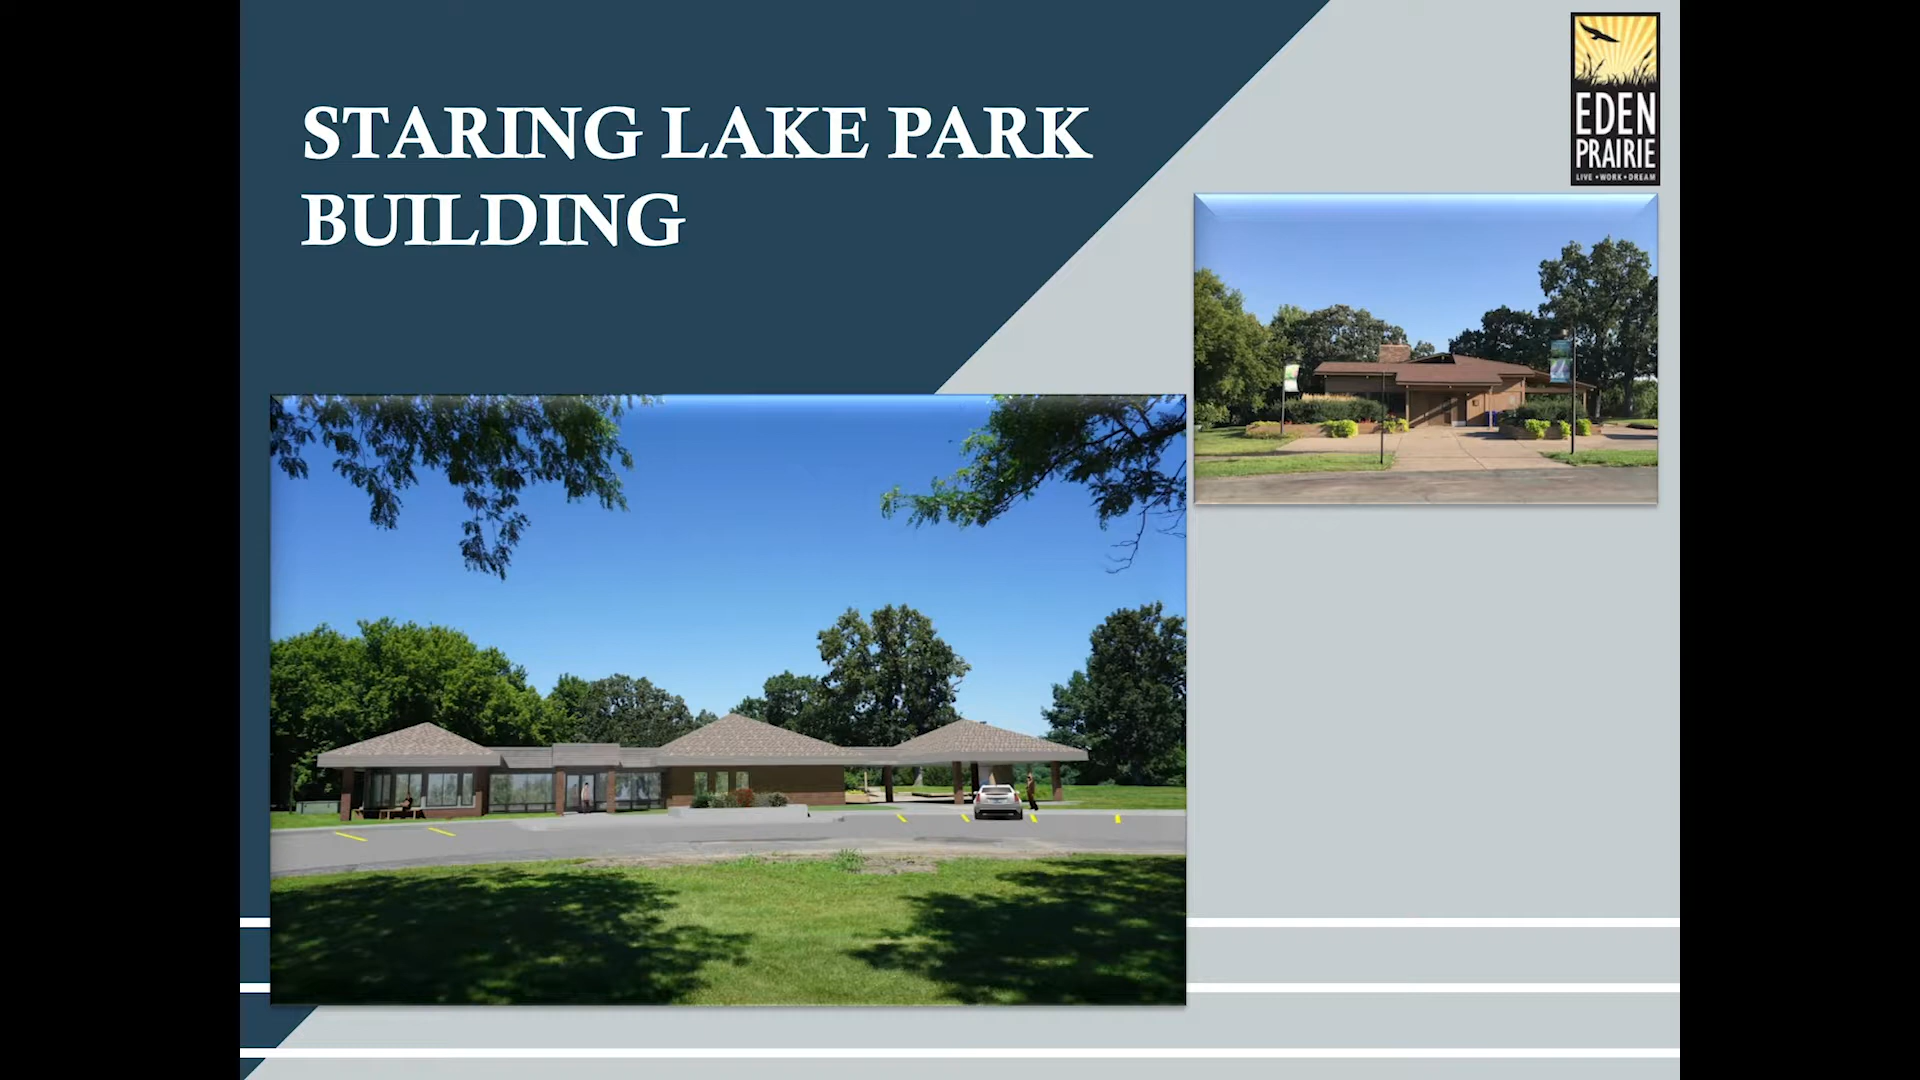 STARING LAKE PARK
BUILDING
EDEN
PRAIRIE
LIVE • WORK • DREAM